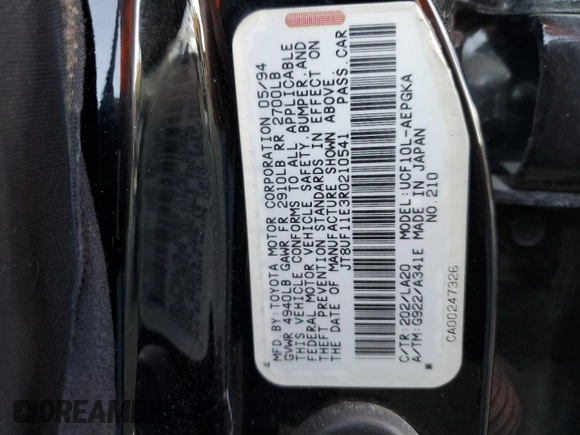 MFD. BY: TOYOTA MOTOR CORPORATION 05/94
GVWR 4940LB GAWR FR 2910LB RR 2700LB
THIS VEHICLE CONFORMS TO ALL APPLICABLE
FEDERAL MOTOR VEHICLE SAFETY, BUMPER, AND
THEFT PREVENTION STANDARDS IN EFFECT ON
THE DATE OF MANUFACTURE SHOWN ABOVE.
JT8UF11E3R0210541 PASS. CAR
C/TR: 202/LA20 MODEL: UCF10L-AEPGKA
A/TM: G922/A341E MADE IN JAPAN
NO. 210
CA00247326
DREAM